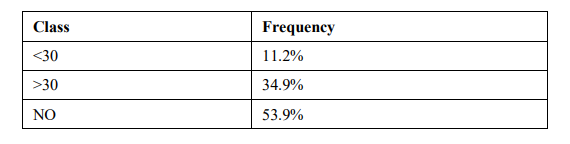 Class Frequency
<30 11.2%
>30 34.9%
NO 53.9%